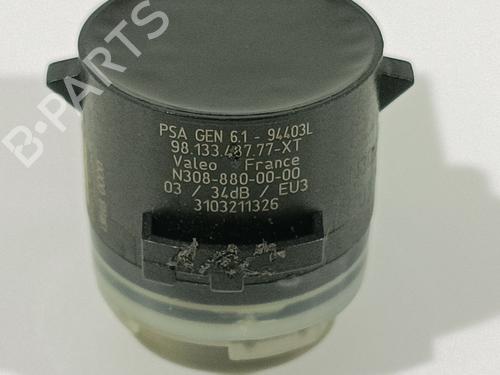 B·PARTS
PSA GEN 6.1 - 94403L
98.133.487.77-XT
Valeo France
N308-880-00-00
03 / 34dB / EU3
3103211326